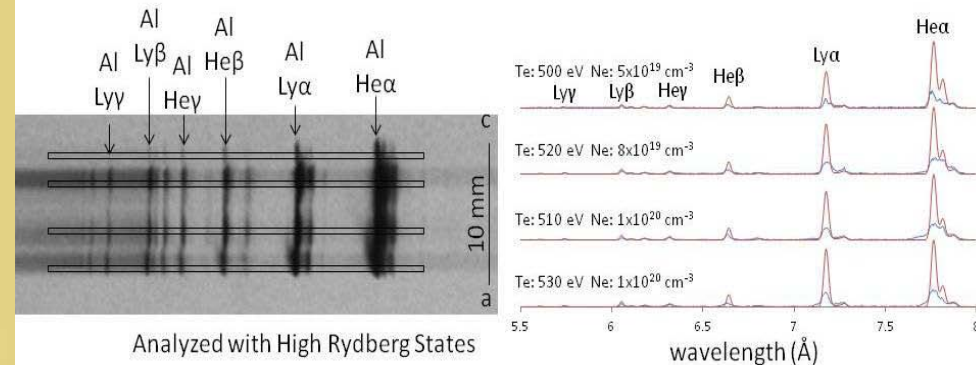 Al
Lyγ
Al
Lyβ
Al
Heγ
Al
Heβ
Al
Lyα
Al
Heα
c
10 mm
a
Analyzed with High Rydberg States
Heα
Lyα
Te: 500 eV Ne: 5x10¹⁹ cm⁻³
Heβ
Lyγ
Lyβ
Heγ
Te: 520 eV Ne: 8x10¹⁹ cm⁻³
Te: 510 eV Ne: 1x10²⁰ cm⁻³
Te: 530 eV Ne: 1x10²⁰ cm⁻³
5.5 6 6.5 7 7.5 8
wavelength (Å)